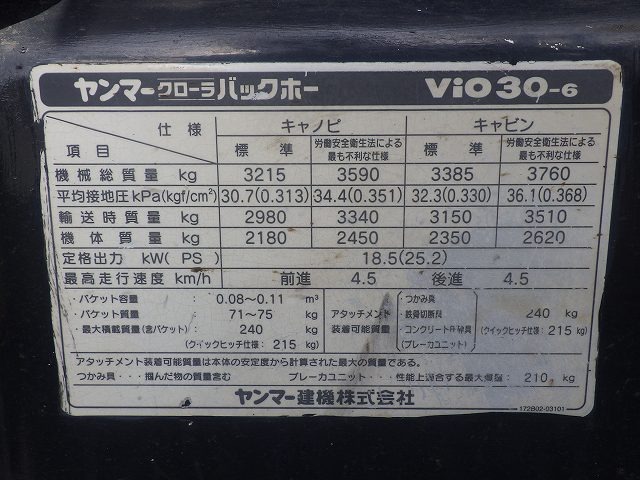 ヤンマークローラバックホー ViO30-6
仕様 キャノピ キャビン
項目 標準 労働安全衛生法による最も不利な仕様 標準 労働安全衛生法による最も不利な仕様
機械総質量 kg 3215 3590 3385 3760
平均接地圧 kPa(kgf/cm²) 30.7(0.313) 34.4(0.351) 32.3(0.330) 36.1(0.368)
輸送時質量 kg 2980 3340 3150 3510
機体質量 kg 2180 2450 2350 2620
定格出力 kW( PS) 18.5(25.2)
最高走行速度 km/h 前進 4.5 後進 4.5
・バケット容量 : 0.08〜0.11 m³
・バケット質量 : 71〜75 kg
・最大積載質量(含バケット) : 240 kg
(クイックヒッチ仕様 : 215 kg)
アタッチメント装着可能質量
・つかみ具
・鉄骨切断具
・コンクリート圧砕具
(ブレーカユニット)
: 240 kg
(クイックヒッチ仕様 : 215 kg)
アタッチメント装着可能質量は本体の安定度から計算された最大の質量である。
つかみ具・・・掴んだ物の質量含む ブレーカユニット・・・性能上適合する最大質量 : 210 kg
ヤンマー建機株式会社
172B02-03101